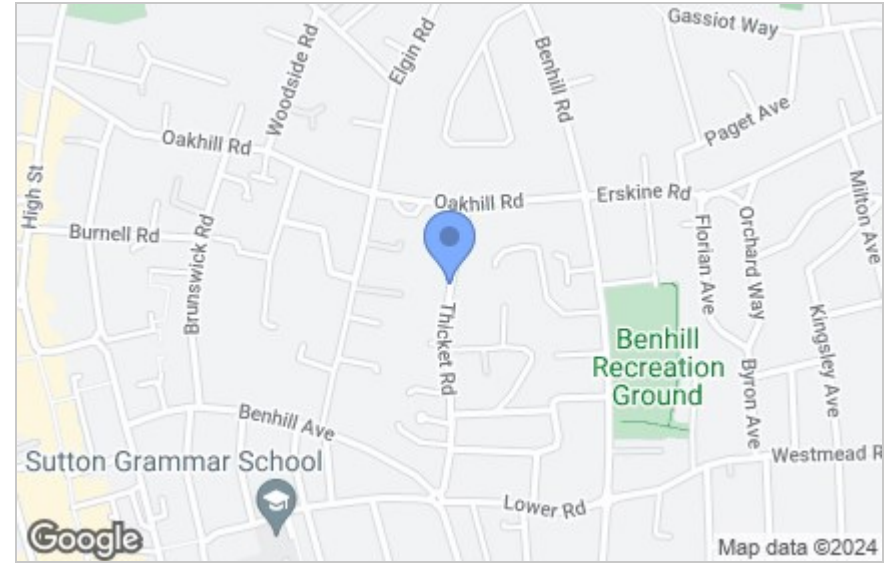 Gassiot Way
Woodside Rd
Elgin Rd
Benhill Rd
Paget Ave
Oakhill Rd
High St
Oakhill Rd
Erskine Rd
Milton Ave
Burnell Rd
Brunswick Rd
Florian Ave
Orchard Way
Thicket Rd
Kingsley Ave
Benhill
Recreation
Ground
Byron Ave
Benhill Ave
Westmead R
Sutton Grammar School
Lower Rd
Google
Map data ©2024